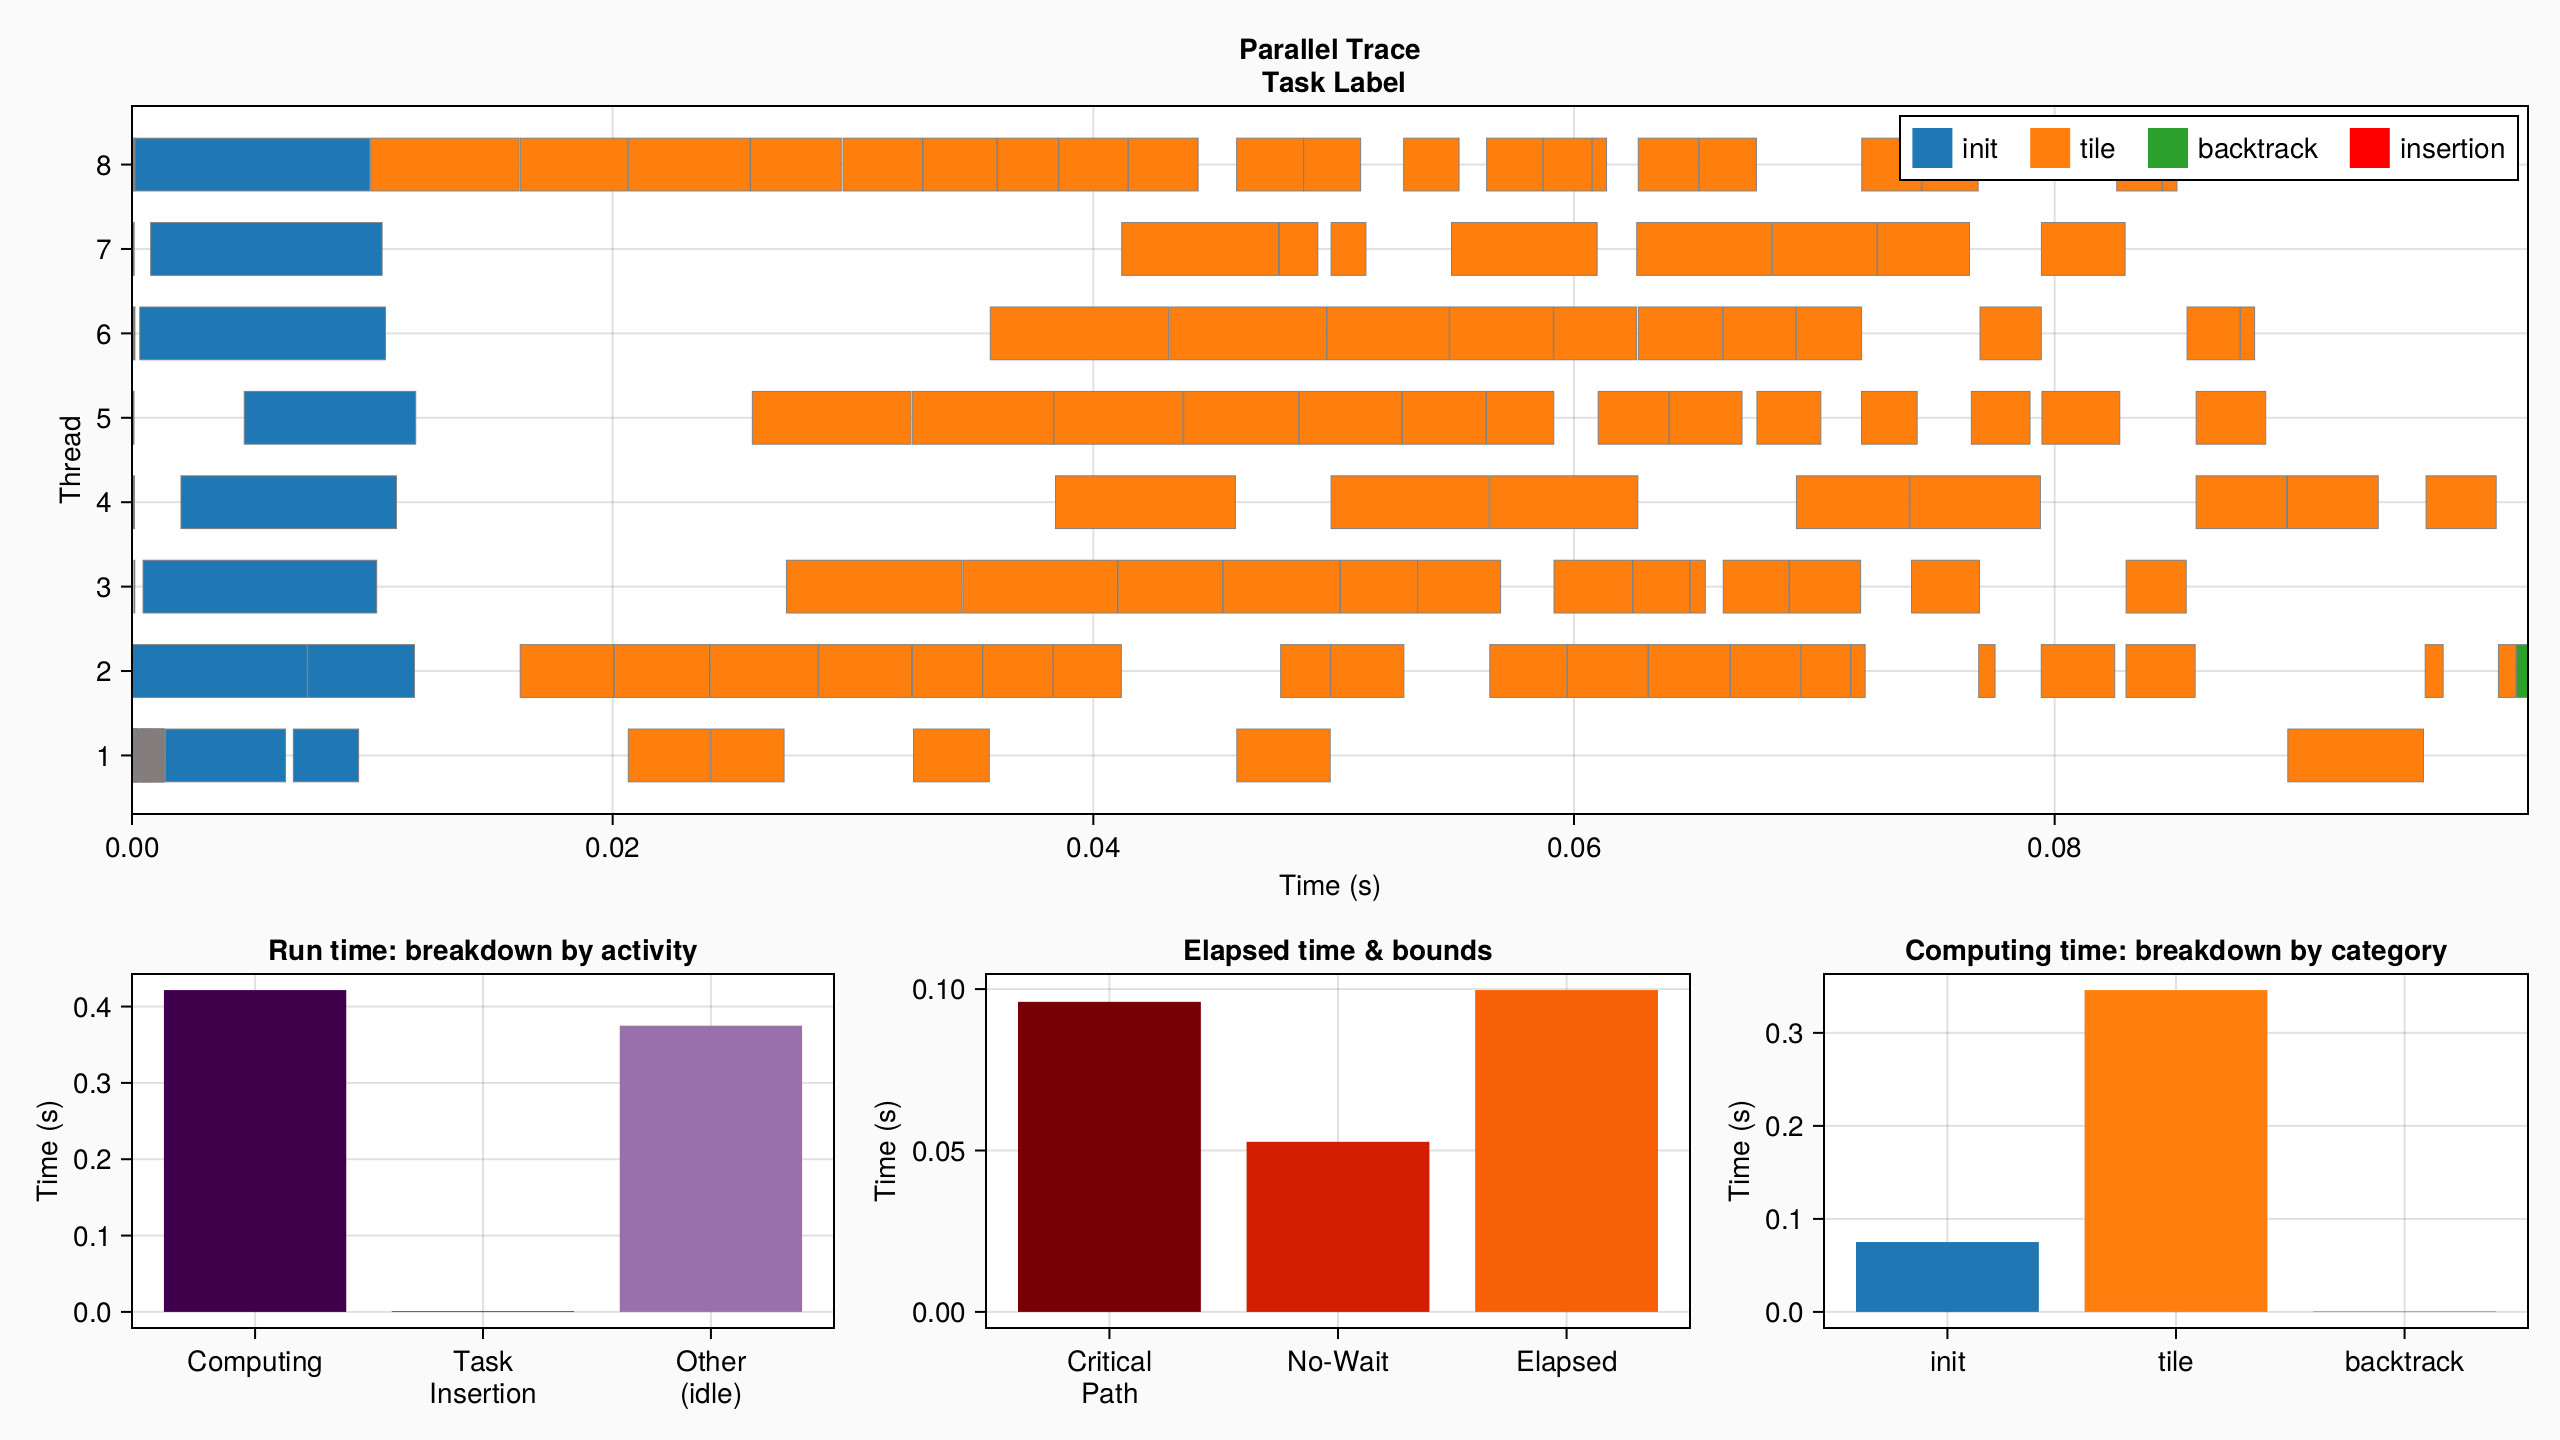 Parallel Trace
Task Label
init tile backtrack insertion
8
7
6
5
4
3
2
1
Thread
0.00 0.02 0.04 0.06 0.08
Time (s)
Run time: breakdown by activity
0.4
0.3
0.2
0.1
0.0
Time (s)
Computing Task Other
Insertion (idle)
Elapsed time & bounds
0.10
0.05
0.00
Time (s)
Critical No-Wait Elapsed
Path
Computing time: breakdown by category
0.3
0.2
0.1
0.0
Time (s)
init tile backtrack